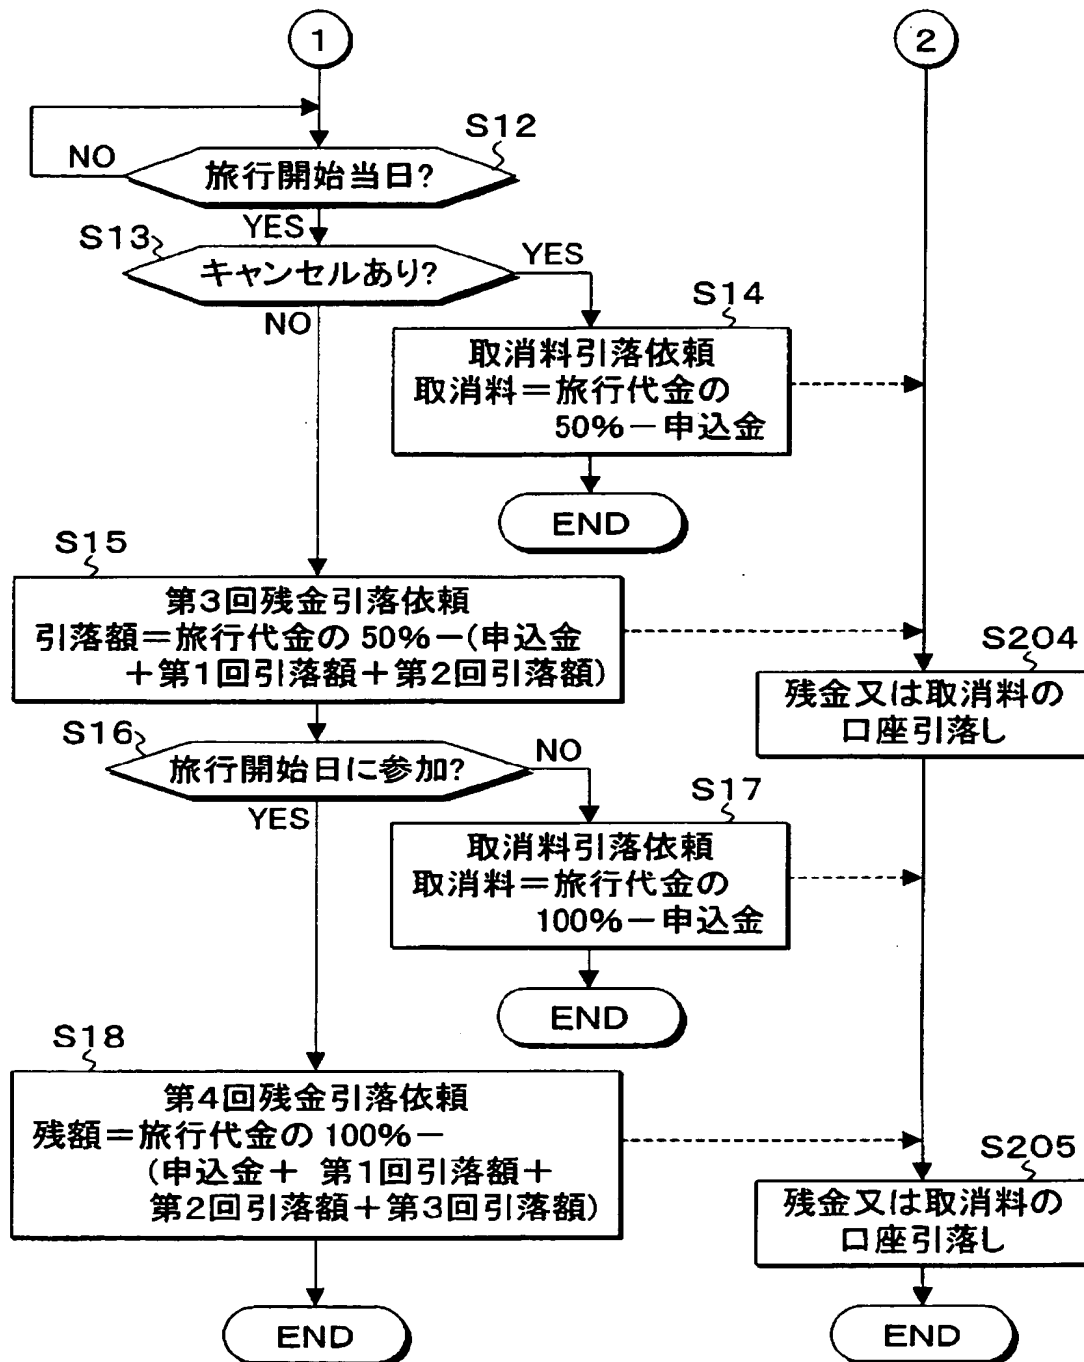 1
2
S12
NO
旅行開始当日?
YES
S13
キャンセルあり?
YES
NO
S14
取消料引落依頼
取消料=旅行代金の
50%-申込金
END
S15
第3回残金引落依頼
引落額=旅行代金の 50%-(申込金
+第1回引落額+第2回引落額)
S204
残金又は取消料の
口座引落し
S16
旅行開始日に参加?
NO
YES
S17
取消料引落依頼
取消料=旅行代金の
100%-申込金
END
S18
第4回残金引落依頼
残額=旅行代金の 100%-
(申込金+ 第1回引落額+
第2回引落額+第3回引落額)
S205
残金又は取消料の
口座引落し
END
END